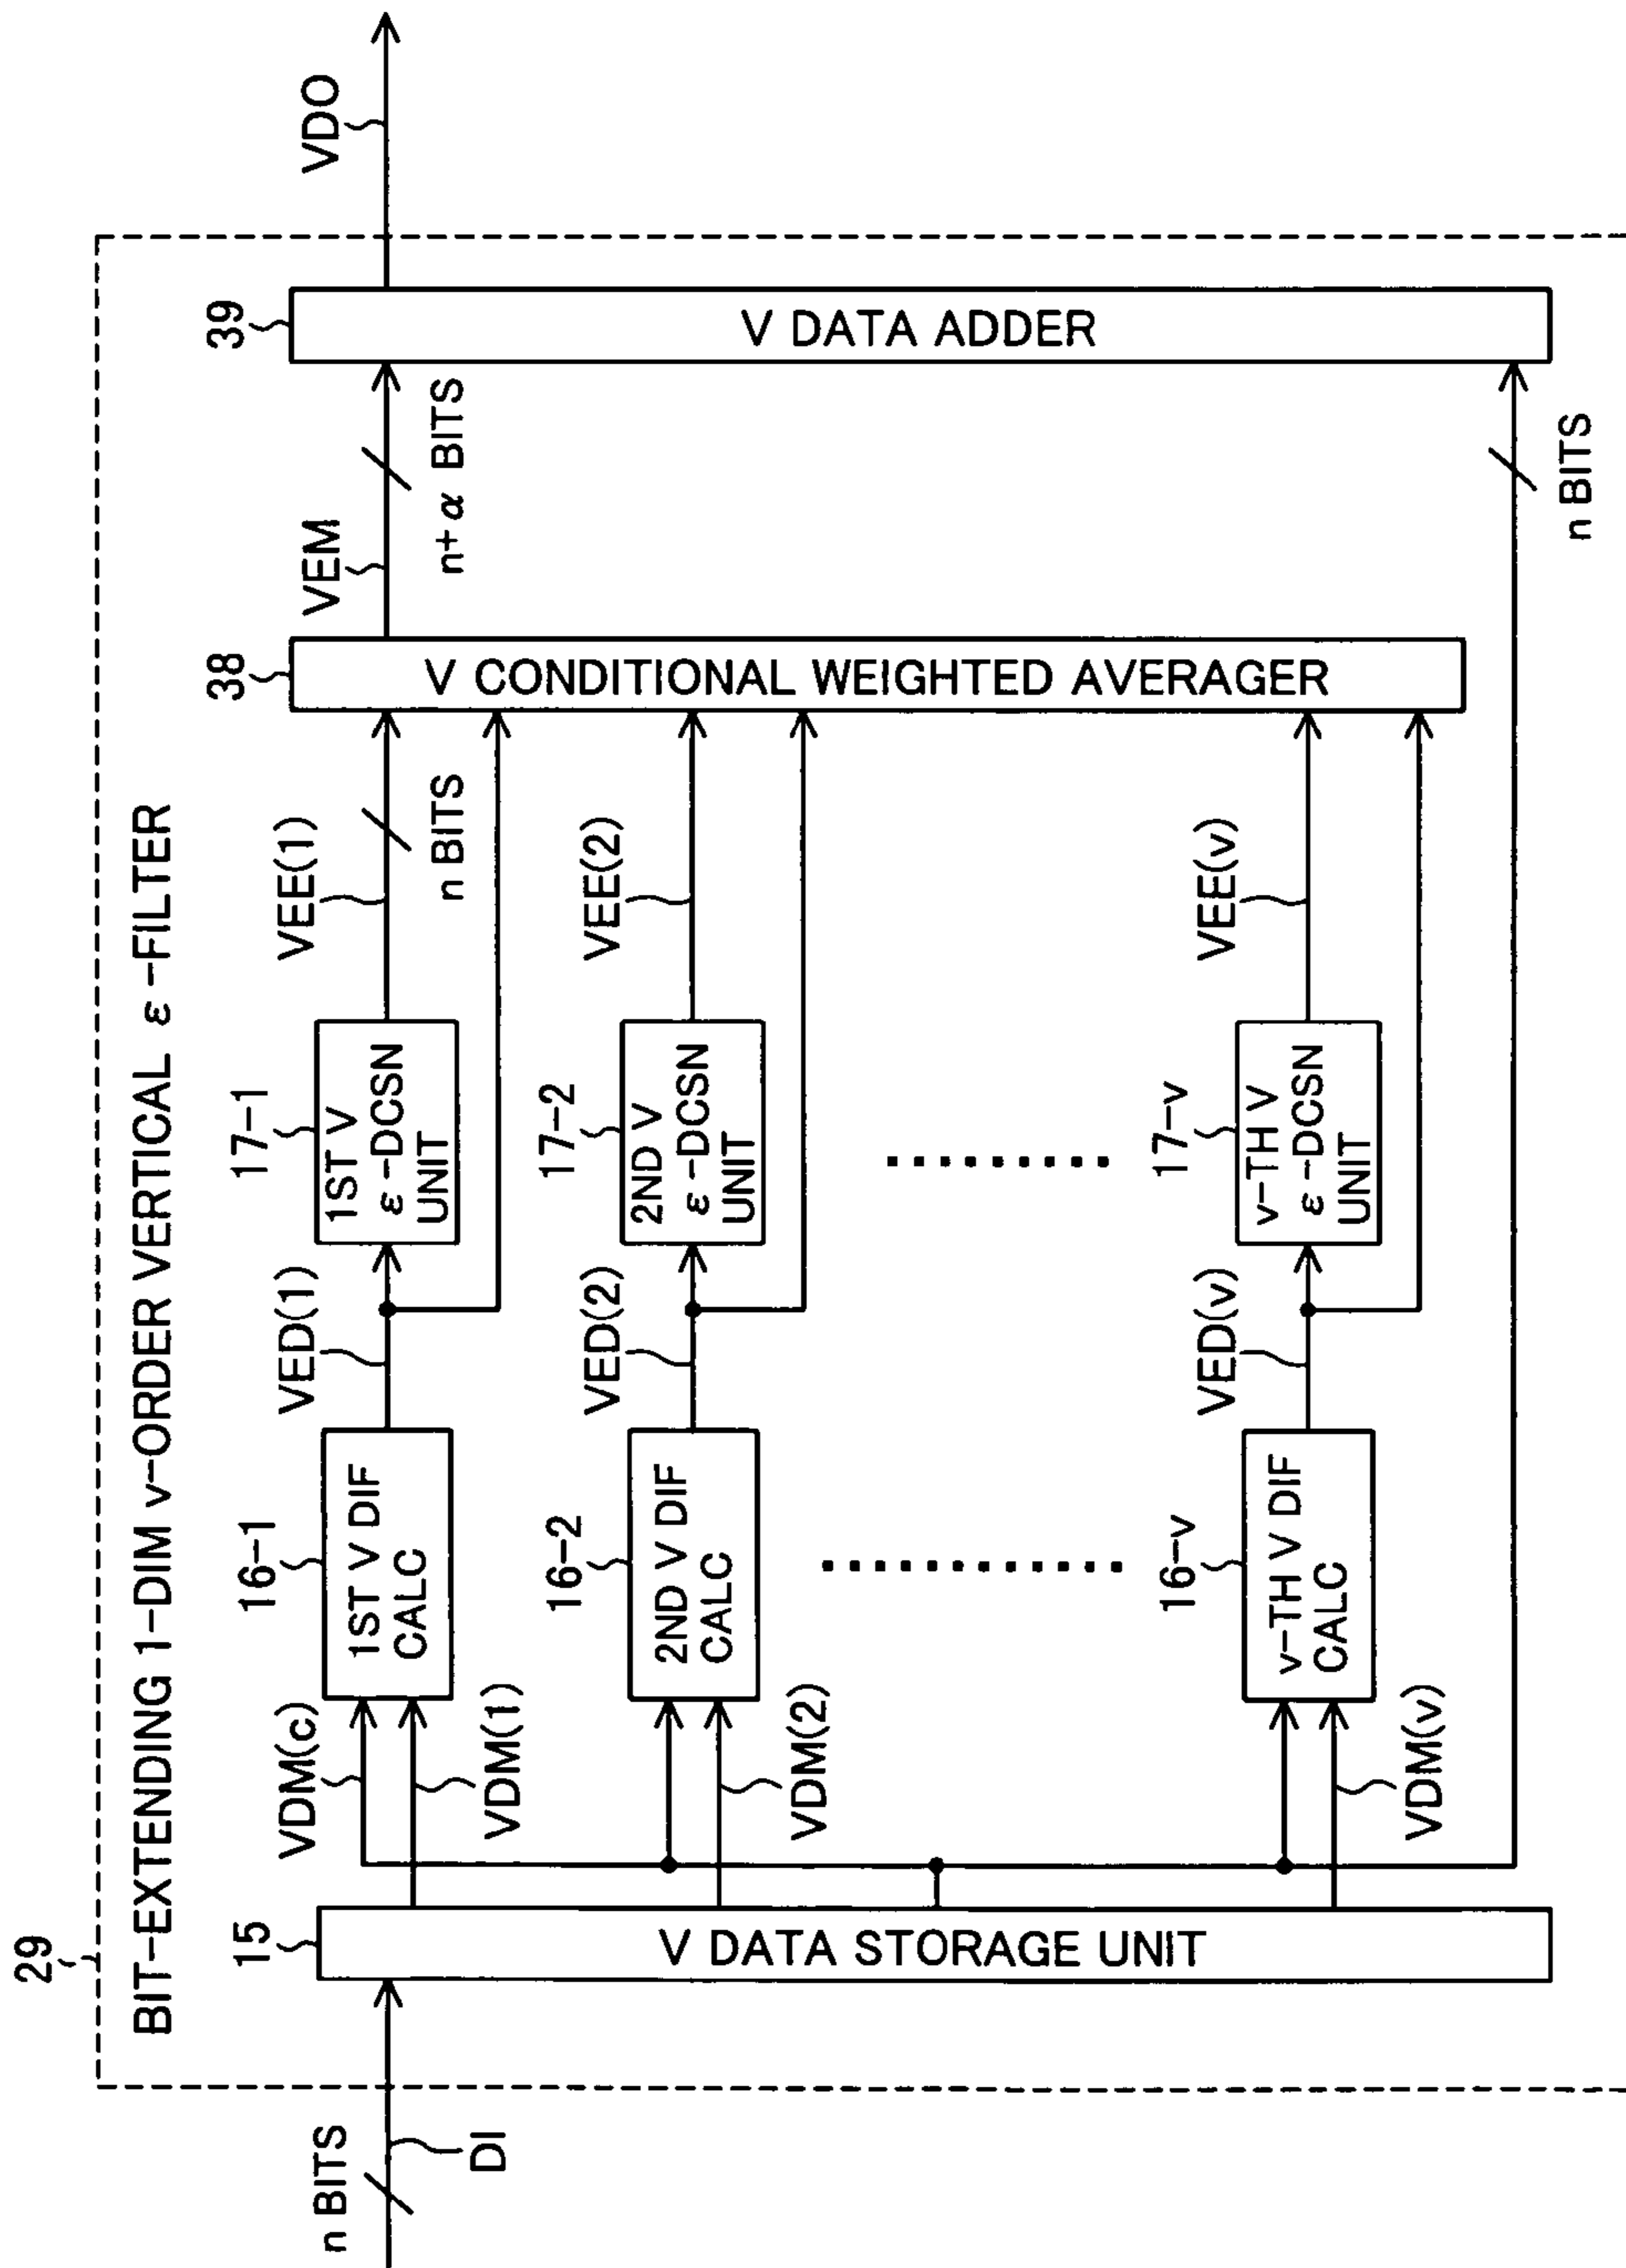 29
BIT-EXTENDING 1-DIM v-ORDER VERTICAL ε-FILTER
n BITS
DI
15
V DATA STORAGE UNIT
VDM(c)
VDM(1)
16-1
1ST V DIF
CALC
VED(1)
17-1
1ST V
ε-DCSN
UNIT
VEE(1)
n BITS
38
V CONDITIONAL WEIGHTED AVERAGER
VEM
n+α BITS
39
V DATA ADDER
VDO
VDM(2)
16-2
2ND V DIF
CALC
VED(2)
17-2
2ND V
ε-DCSN
UNIT
VEE(2)
VDM(v)
16-v
v-TH V DIF
CALC
VED(v)
17-v
v-TH V
ε-DCSN
UNIT
VEE(v)
n BITS